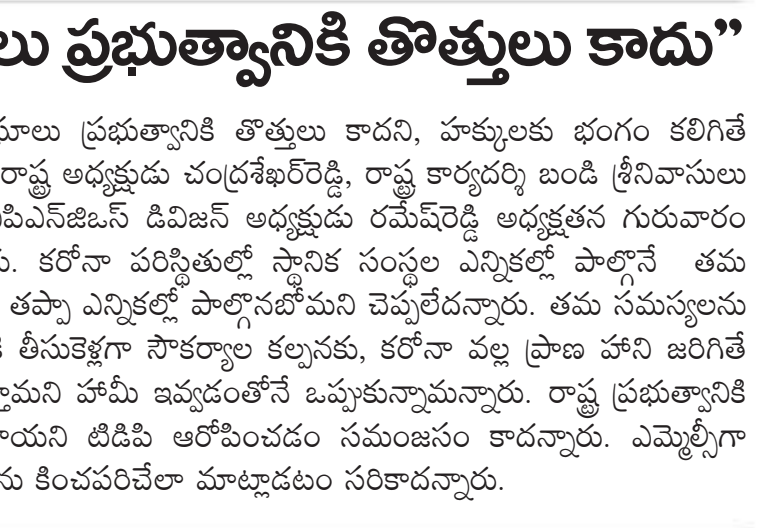 లు ప్రభుత్వానికి తొత్తులు కాదు”
ఘాలు ప్రభుత్వానికి తొత్తులు కాదని, హక్కులకు భంగం కలిగితే
రాష్ట్ర అధ్యక్షుడు చంద్రశేఖర్‌రెడ్డి, రాష్ట్ర కార్యదర్శి బండి శ్రీనివాసులు
పిఎన్‌జిఒస్ డివిజన్ అధ్యక్షుడు రమేష్‌రెడ్డి అధ్యక్షతన గురువారం
కరోనా పరిస్థితుల్లో స్థానిక సంస్థల ఎన్నికల్లో పాల్గొనే తమ
తప్పా ఎన్నికల్లో పాల్గొనబోమని చెప్పలేదన్నారు. తమ సమస్యలను
తీసుకెళ్లగా సౌకర్యాల కల్పనకు, కరోనా వల్ల ప్రాణ హాని జరిగితే
హామీ ఇవ్వడంతోనే ఒప్పుకున్నామన్నారు. రాష్ట్ర ప్రభుత్వానికి
టిడిపి ఆరోపించడం సమంజసం కాదన్నారు. ఎమ్మెల్సీగా
ను కించపరిచేలా మాట్లాడటం సరికాదన్నారు.